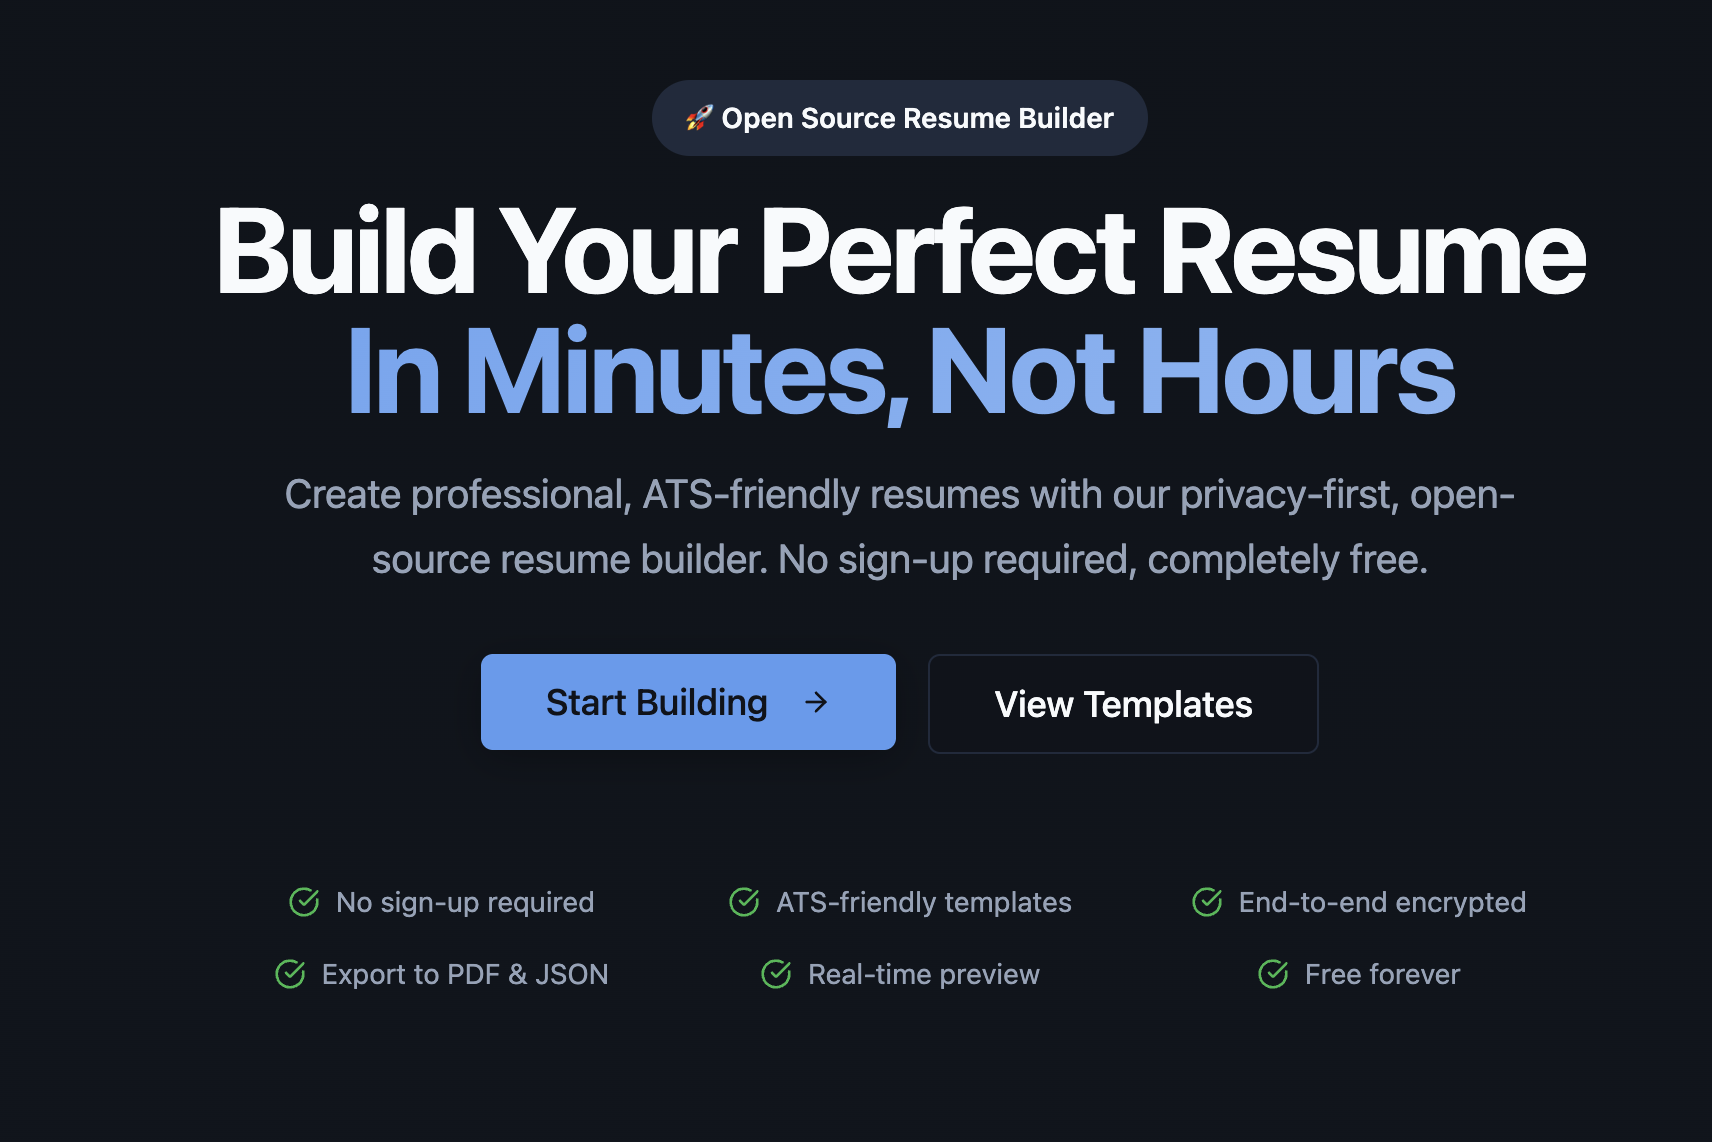 🚀 Open Source Resume Builder
Build Your Perfect Resume
In Minutes, Not Hours
Create professional, ATS-friendly resumes with our privacy-first, open-
source resume builder. No sign-up required, completely free.
Start Building →
View Templates
No sign-up required
ATS-friendly templates
End-to-end encrypted
Export to PDF & JSON
Real-time preview
Free forever